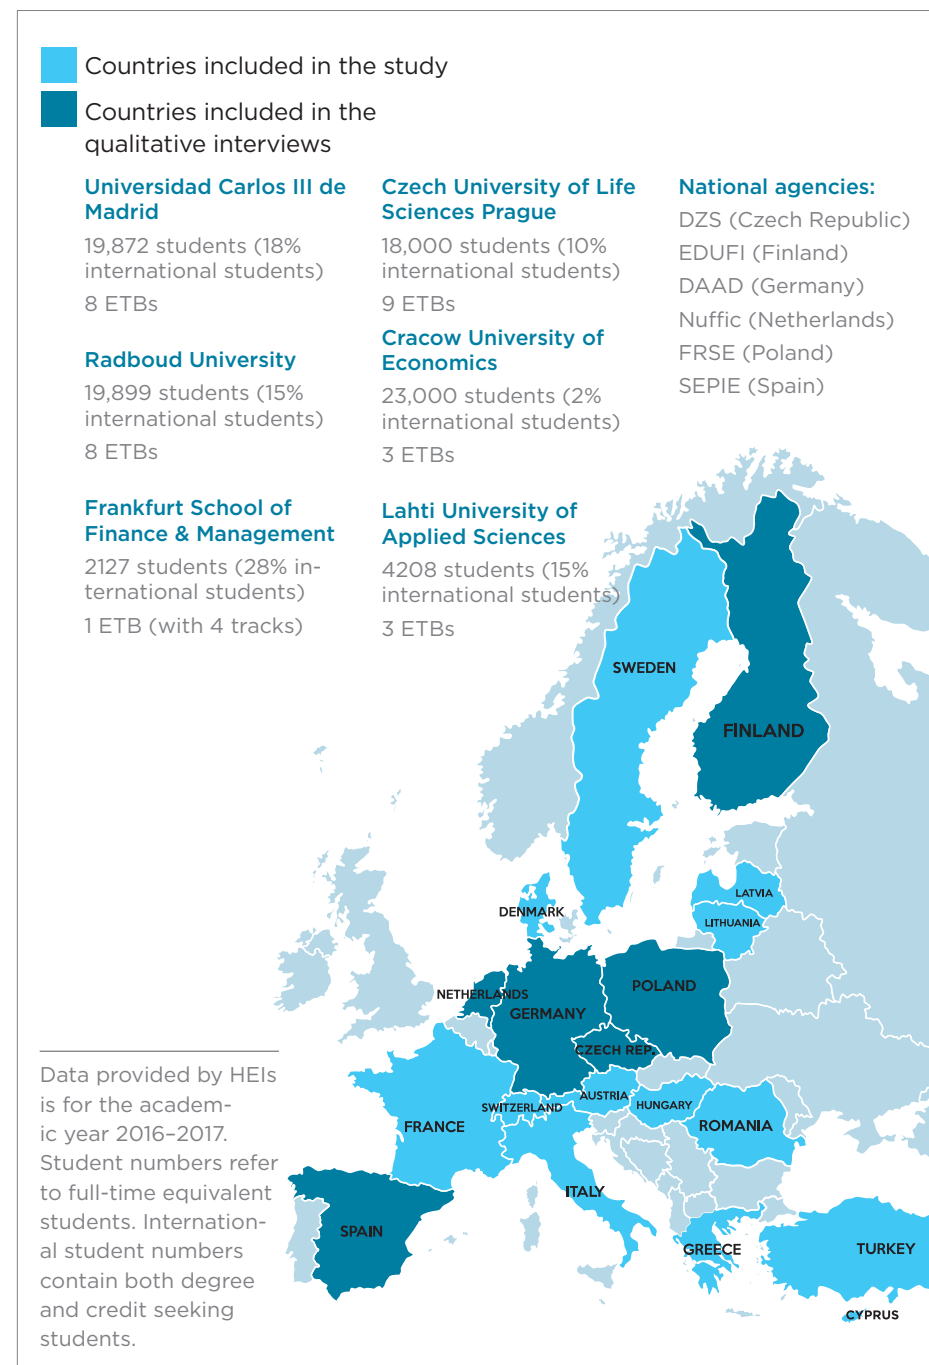 Countries included in the study
Countries included in the
qualitative interviews
Universidad Carlos III de
Madrid
19,872 students (18%
international students)
8 ETBs
Radboud University
19,899 students (15%
international students)
8 ETBs
Frankfurt School of
Finance & Management
2127 students (28% in-
ternational students)
1 ETB (with 4 tracks)
Czech University of Life
Sciences Prague
18,000 students (10%
international students)
9 ETBs
Cracow University of
Economics
23,000 students (2%
international students)
3 ETBs
Lahti University of
Applied Sciences
4208 students (15%
international students)
3 ETBs
National agencies:
DZS (Czech Republic)
EDUFI (Finland)
DAAD (Germany)
Nuffic (Netherlands)
FRSE (Poland)
SEPIE (Spain)
SWEDEN
FINLAND
LATVIA
DENMARK
LITHUANIA
POLAND
NETHERLANDS
GERMANY
CZECH REP.
AUSTRIA
HUNGARY
SWITZERLAND
FRANCE
ROMANIA
ITALY
SPAIN
GREECE
TURKEY
CYPRUS
Data provided by HEIs
is for the academ-
ic year 2016–2017.
Student numbers refer
to full-time equivalent
students. Internation-
al student numbers
contain both degree
and credit seeking
students.